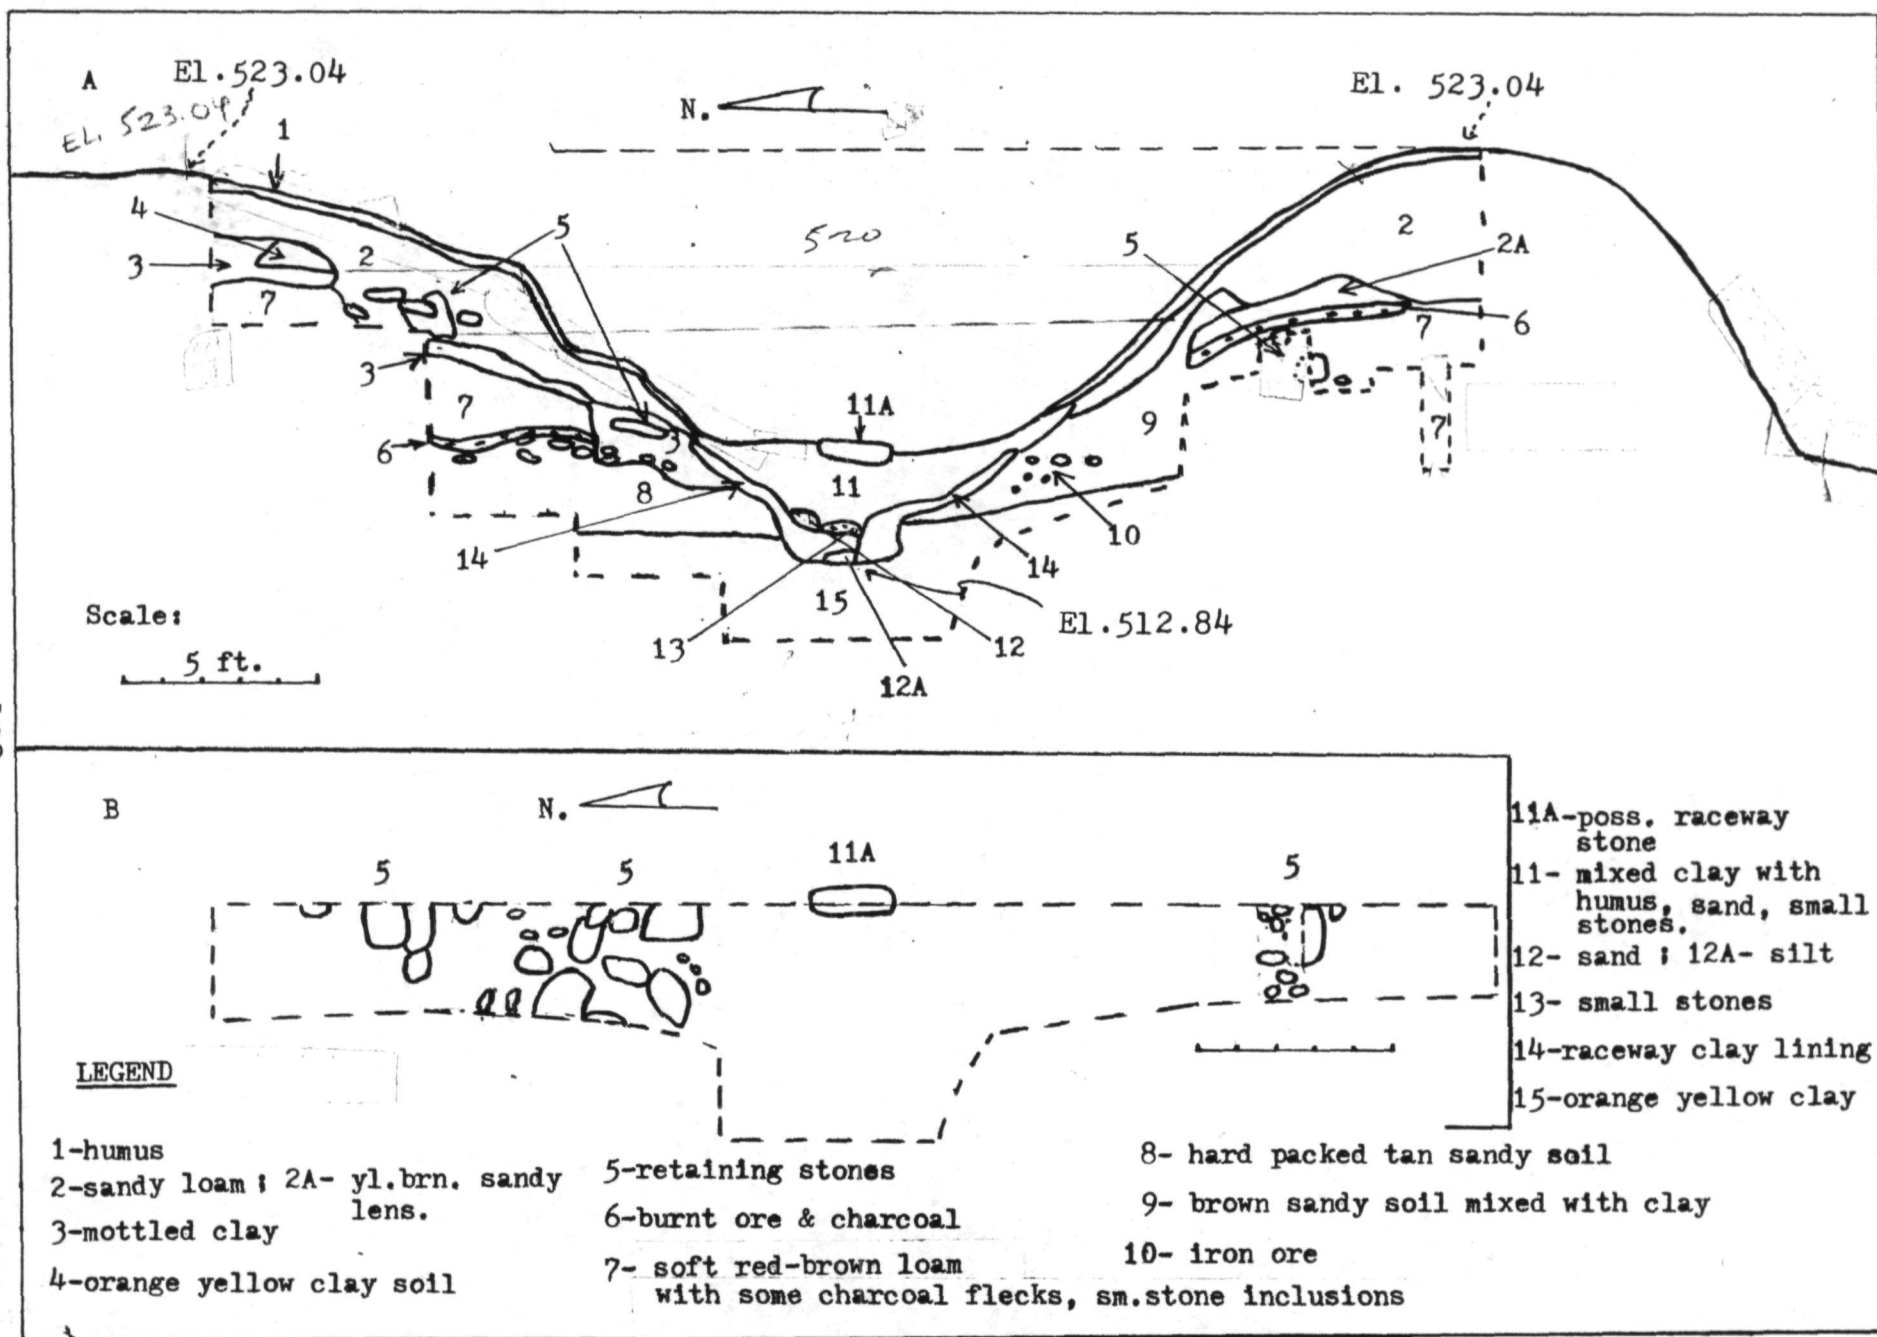 A
El.523.04
El. 523.04
EL. 523.04
N.
1
4
5
520
5
2
2A
3
2
7
7
6
3
11A
7
9
7
6
3
8
11
10
14
14
15
El.512.84
Scale:
5 ft.
13
12
12A
B
N.
11A
5
5
5
11A-poss. raceway
stone
11- mixed clay with
humus, sand, small
stones.
12- sand ; 12A- silt
13- small stones
14-raceway clay lining
15-orange yellow clay
LEGEND
1-humus
2-sandy loam ; 2A- yl.brn. sandy
lens.
3-mottled clay
4-orange yellow clay soil
5-retaining stones
6-burnt ore & charcoal
7- soft red-brown loam
with some charcoal flecks, sm.stone inclusions
8- hard packed tan sandy soil
9- brown sandy soil mixed with clay
10- iron ore